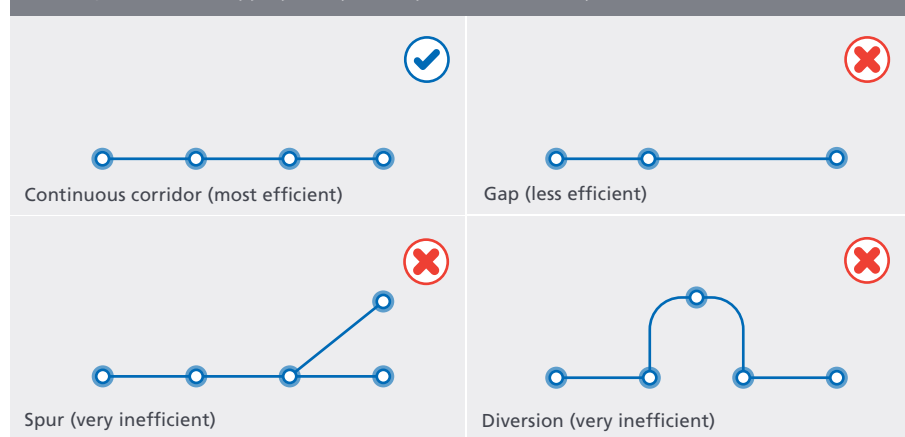 Continuous corridor (most efficient)
Gap (less efficient)
Spur (very inefficient)
Diversion (very inefficient)